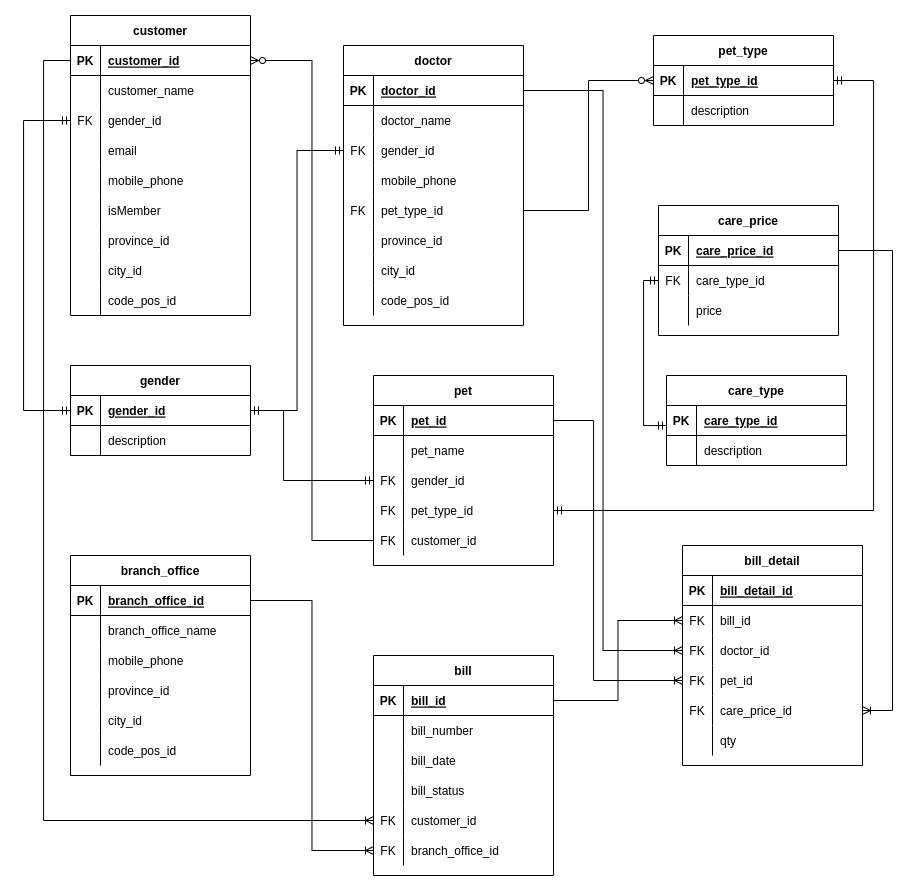 customer
PK customer_id
customer_name
FK gender_id
email
mobile_phone
isMember
province_id
city_id
code_pos_id
doctor
PK doctor_id
doctor_name
FK gender_id
mobile_phone
FK pet_type_id
province_id
city_id
code_pos_id
pet_type
PK pet_type_id
description
care_price
PK care_price_id
FK care_type_id
price
gender
PK gender_id
description
pet
PK pet_id
pet_name
FK gender_id
FK pet_type_id
FK customer_id
care_type
PK care_type_id
description
branch_office
PK branch_office_id
branch_office_name
mobile_phone
province_id
city_id
code_pos_id
bill
PK bill_id
bill_number
bill_date
bill_status
FK customer_id
FK branch_office_id
bill_detail
PK bill_detail_id
FK bill_id
FK doctor_id
FK pet_id
FK care_price_id
qty